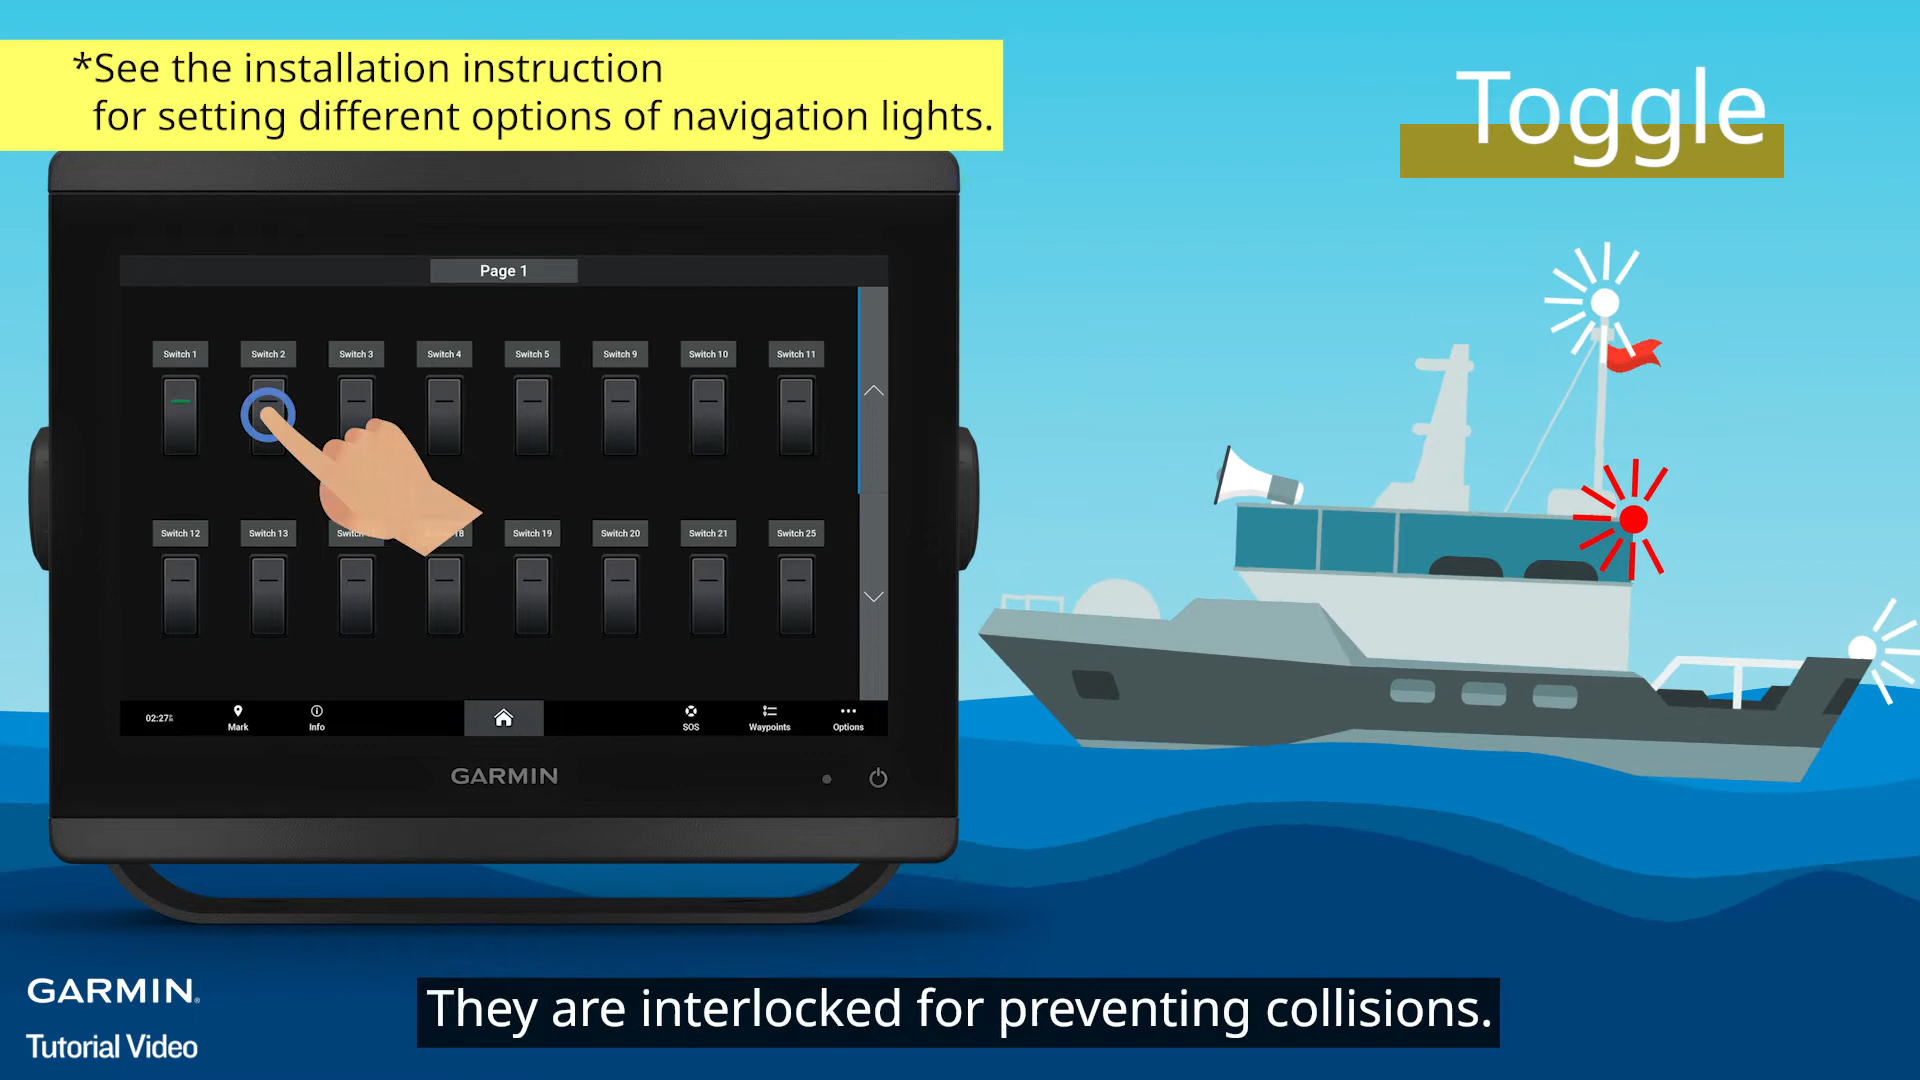 *See the installation instruction
for setting different options of navigation lights.
Toggle
Page 1
Switch 1 Switch 2 Switch 3 Switch 4 Switch 5 Switch 9 Switch 10 Switch 11
Switch 12 Switch 13 Switch 19 Switch 20 Switch 21 Switch 25
02:27
Mark Info SOS Waypoints Options
GARMIN
GARMIN
Tutorial Video
They are interlocked for preventing collisions.